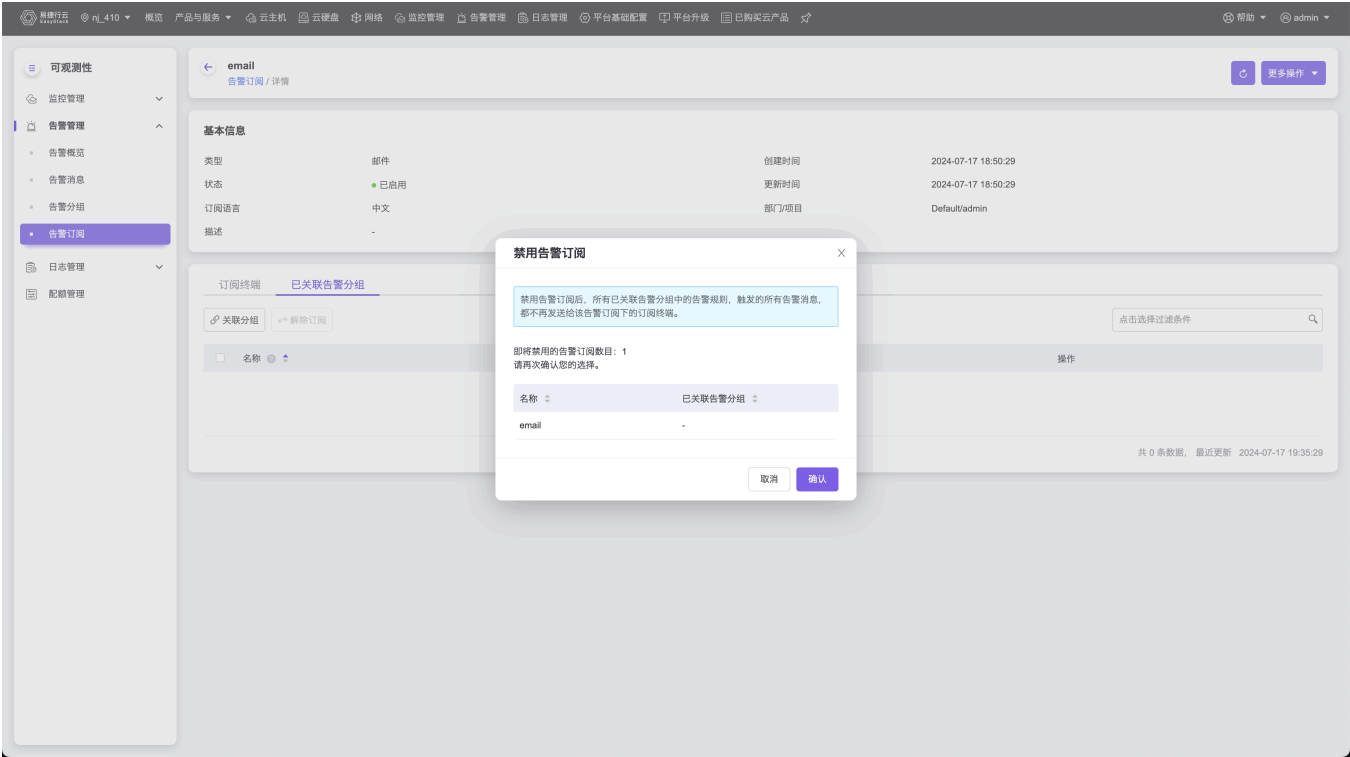 易捷行云 EasyStack nj_410 概览 产品与服务 云主机 云硬盘 网络 监控管理 告警管理 日志管理 平台基础配置 平台升级 已购买云产品 帮助 admin
可观测性
监控管理
告警管理
告警概览
告警消息
告警分组
告警订阅
日志管理
配额管理
email
告警订阅 / 详情
更多操作
基本信息
类型 邮件 创建时间 2024-07-17 18:50:29
状态 已启用 更新时间 2024-07-17 18:50:29
订阅语言 中文 部门/项目 Default/admin
描述 -
订阅终端 已关联告警分组
关联分组 解除订阅 点击选择过滤条件
名称 操作
共 0 条数据, 最近更新 2024-07-17 19:35:29
禁用告警订阅
禁用告警订阅后，所有已关联告警分组中的告警规则，触发的所有告警消息，
都不再发送给该告警订阅下的订阅终端。
即将禁用的告警订阅数目：1
请再次确认您的选择。
名称 已关联告警分组
email -
取消 确认